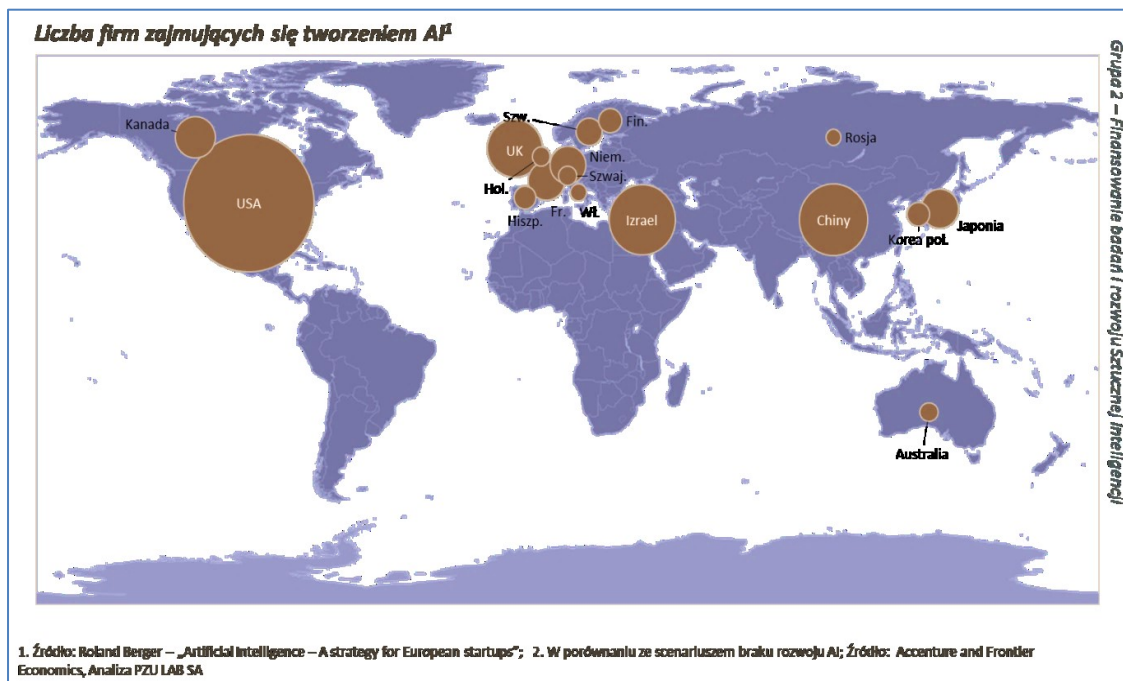 Liczba firm zajmujących się tworzeniem AI¹
Kanada
USA
UK
Szw.
Fin.
Niem.
Hol.
Szwaj.
Hiszp.
Fr.
Wł.
Izrael
Rosja
Chiny
Korea poł.
Japonia
Australia
Grupa 2 – Finansowanie badań i rozwoju Sztucznej Inteligencji
1. Źródło: Roland Berger – „Artificial Intelligence – A strategy for European startups”; 2. W porównaniu ze scenariuszem braku rozwoju AI; Źródło: Accenture and Frontier
Economics, Analiza PZU LAB SA